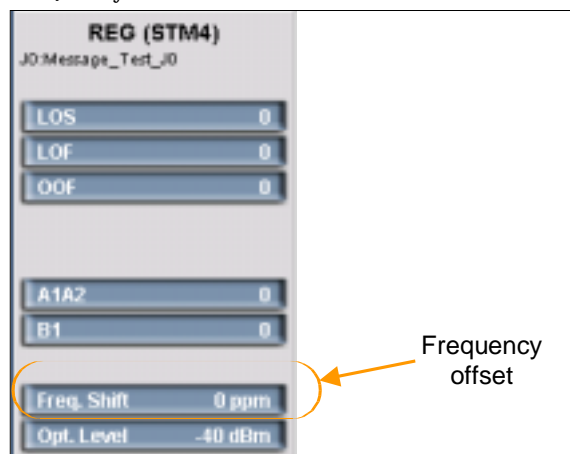 REG (STM4)
J0:Message_Test_J0
LOS 0
LOF 0
OOF 0
A1A2 0
B1 0
Frequency
offset
Freq. Shift 0 ppm
Opt. Level -40 dBm